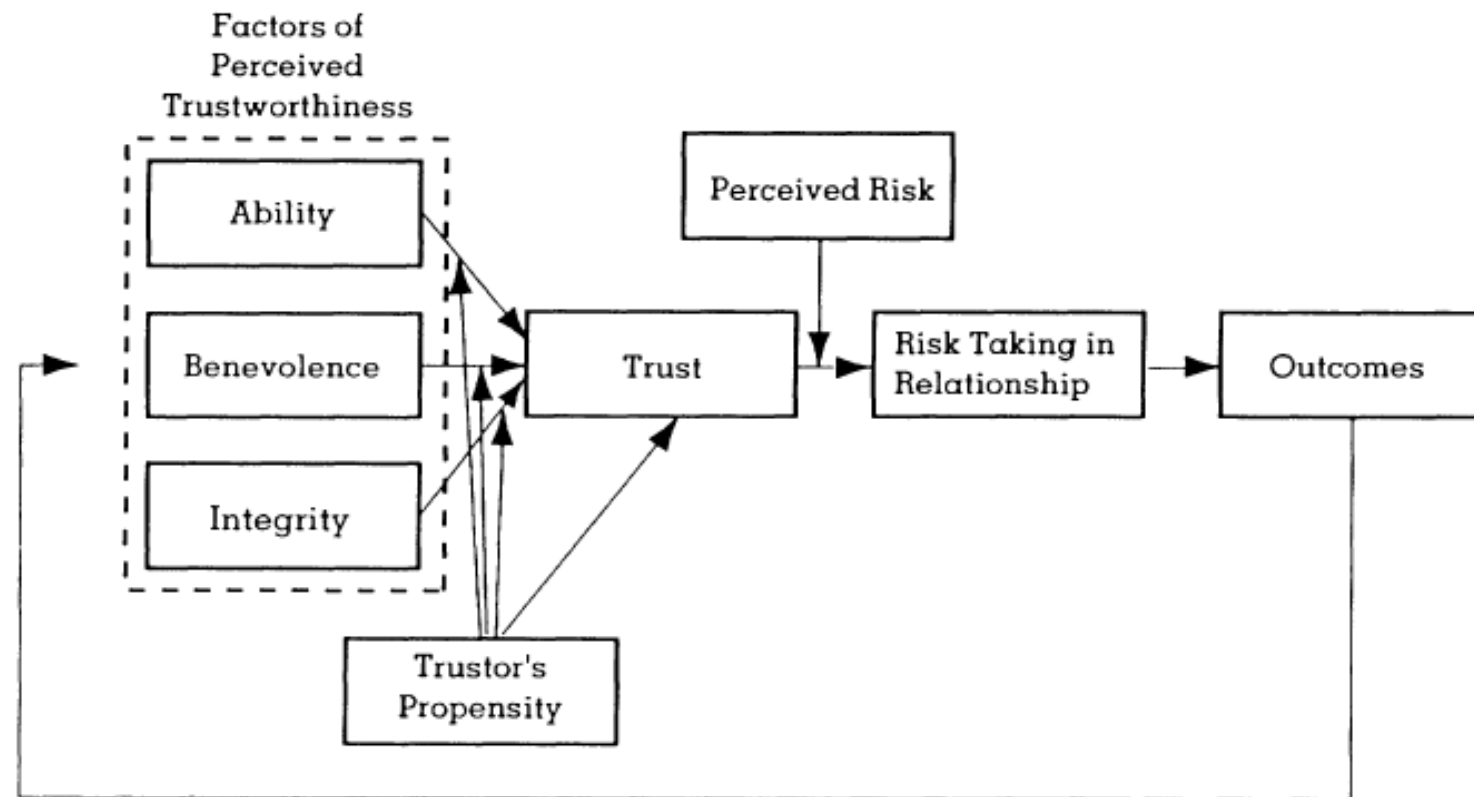 Factors of
Perceived
Trustworthiness
Ability
Perceived Risk
Benevolence
Trust
Risk Taking in
Relationship
Outcomes
Integrity
Trustor's
Propensity